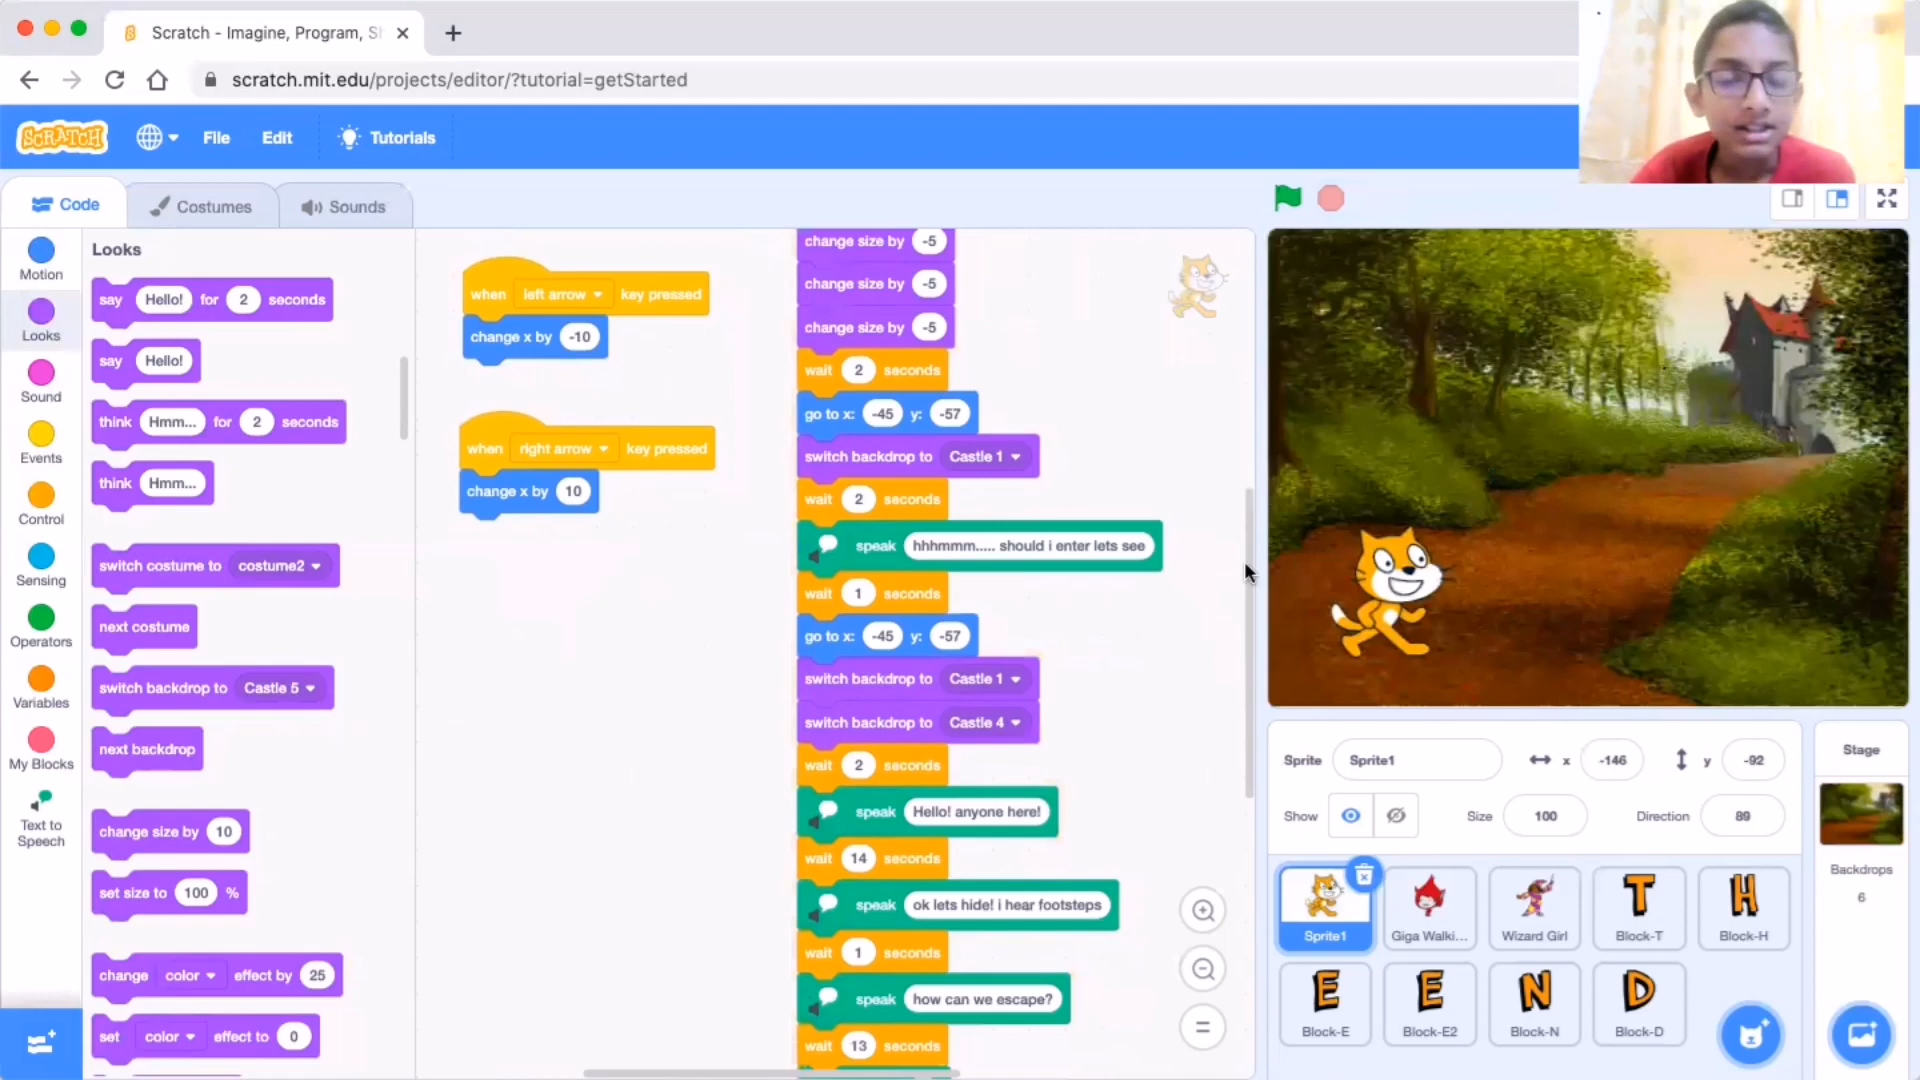 Scratch - Imagine, Program, Sh
scratch.mit.edu/projects/editor/?tutorial=getStarted
SCRATCH
File
Edit
Tutorials
Code
Costumes
Sounds
Motion
Looks
Sound
Events
Control
Sensing
Operators
Variables
My Blocks
Text to
Speech
Looks
say Hello! for 2 seconds
say Hello!
think Hmm... for 2 seconds
think Hmm...
switch costume to costume2
next costume
switch backdrop to Castle 5
next backdrop
change size by 10
set size to 100 %
change color effect by 25
set color effect to 0
when left arrow key pressed
change x by -10
when right arrow key pressed
change x by 10
change size by -5
change size by -5
change size by -5
wait 2 seconds
go to x: -45 y: -57
switch backdrop to Castle 1
wait 2 seconds
speak hhhmmm..... should i enter lets see
wait 1 seconds
go to x: -45 y: -57
switch backdrop to Castle 1
switch backdrop to Castle 4
wait 2 seconds
speak Hello! anyone here!
wait 14 seconds
speak ok lets hide! i hear footsteps
wait 1 seconds
speak how can we escape?
wait 13 seconds
Sprite Sprite1 x -146 y -92
Show Size 100 Direction 89
Sprite1
Giga Walki...
Wizard Girl
T
Block-T
H
Block-H
E
Block-E
E
Block-E2
N
Block-N
D
Block-D
Stage
Backdrops
6